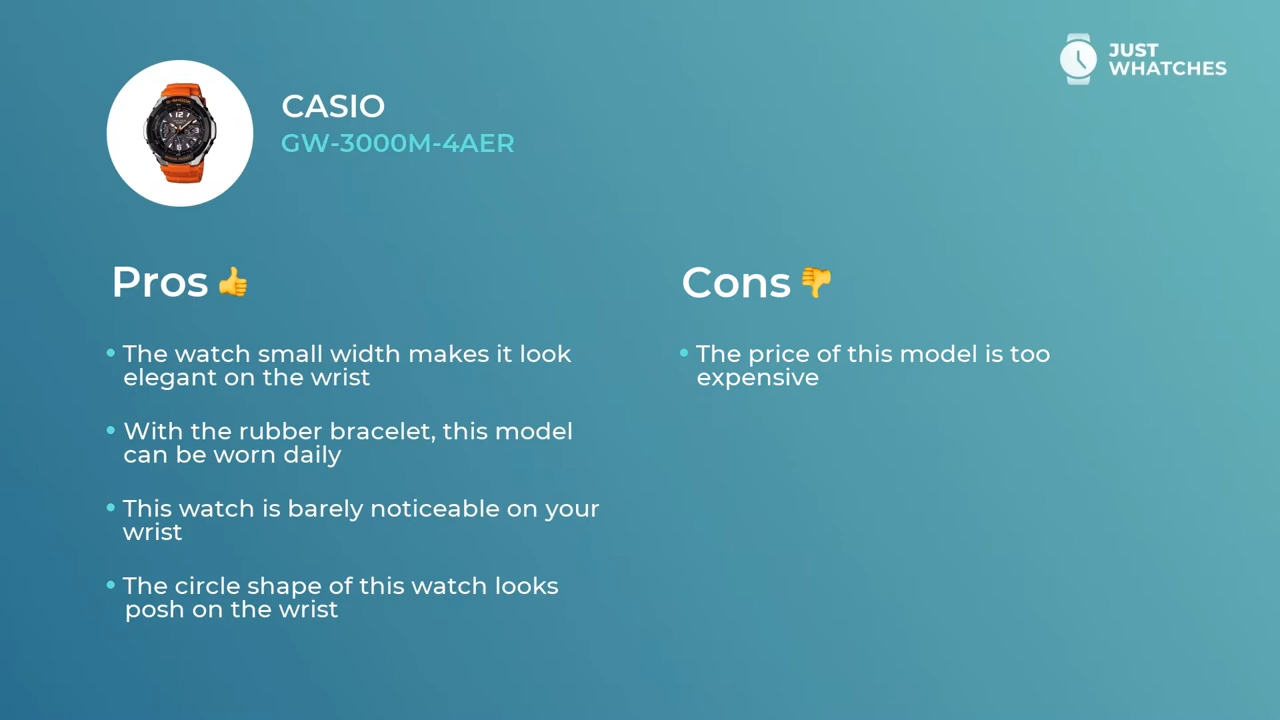 JUST
WHATCHES
CASIO
GW-3000M-4AER
G-SHOCK
12
Pros 👍
• The watch small width makes it look
elegant on the wrist
• With the rubber bracelet, this model
can be worn daily
• This watch is barely noticeable on your
wrist
• The circle shape of this watch looks
posh on the wrist
Cons 👎
• The price of this model is too
expensive